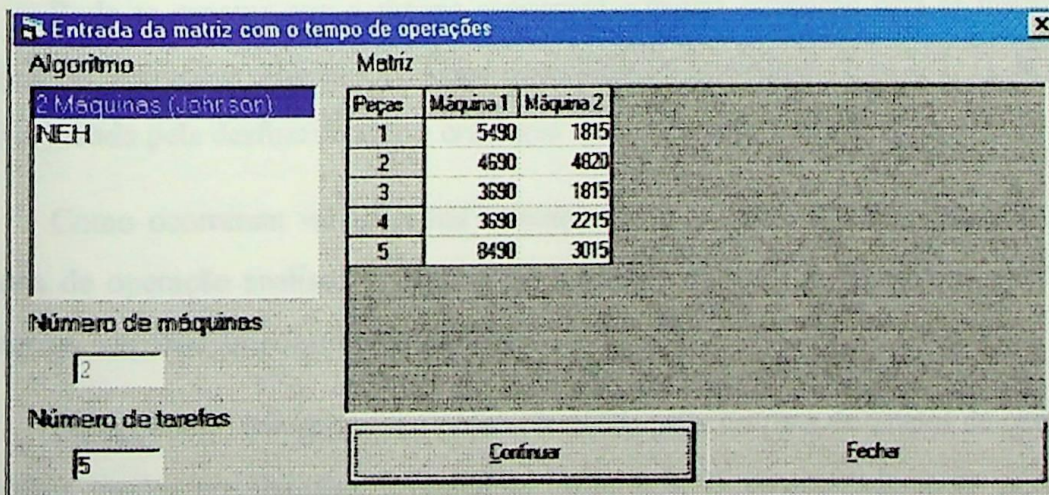 Entrada da matriz com o tempo de operações
Algoritmo
2 Máquinas (Johnson)
NEH
Número de máquinas
2
Número de tarefas
5
Matriz
Peças Máquina 1 Máquina 2
1 5490 1815
2 4690 4820
3 3690 1815
4 3690 2215
5 8490 3015
Continuar
Fechar